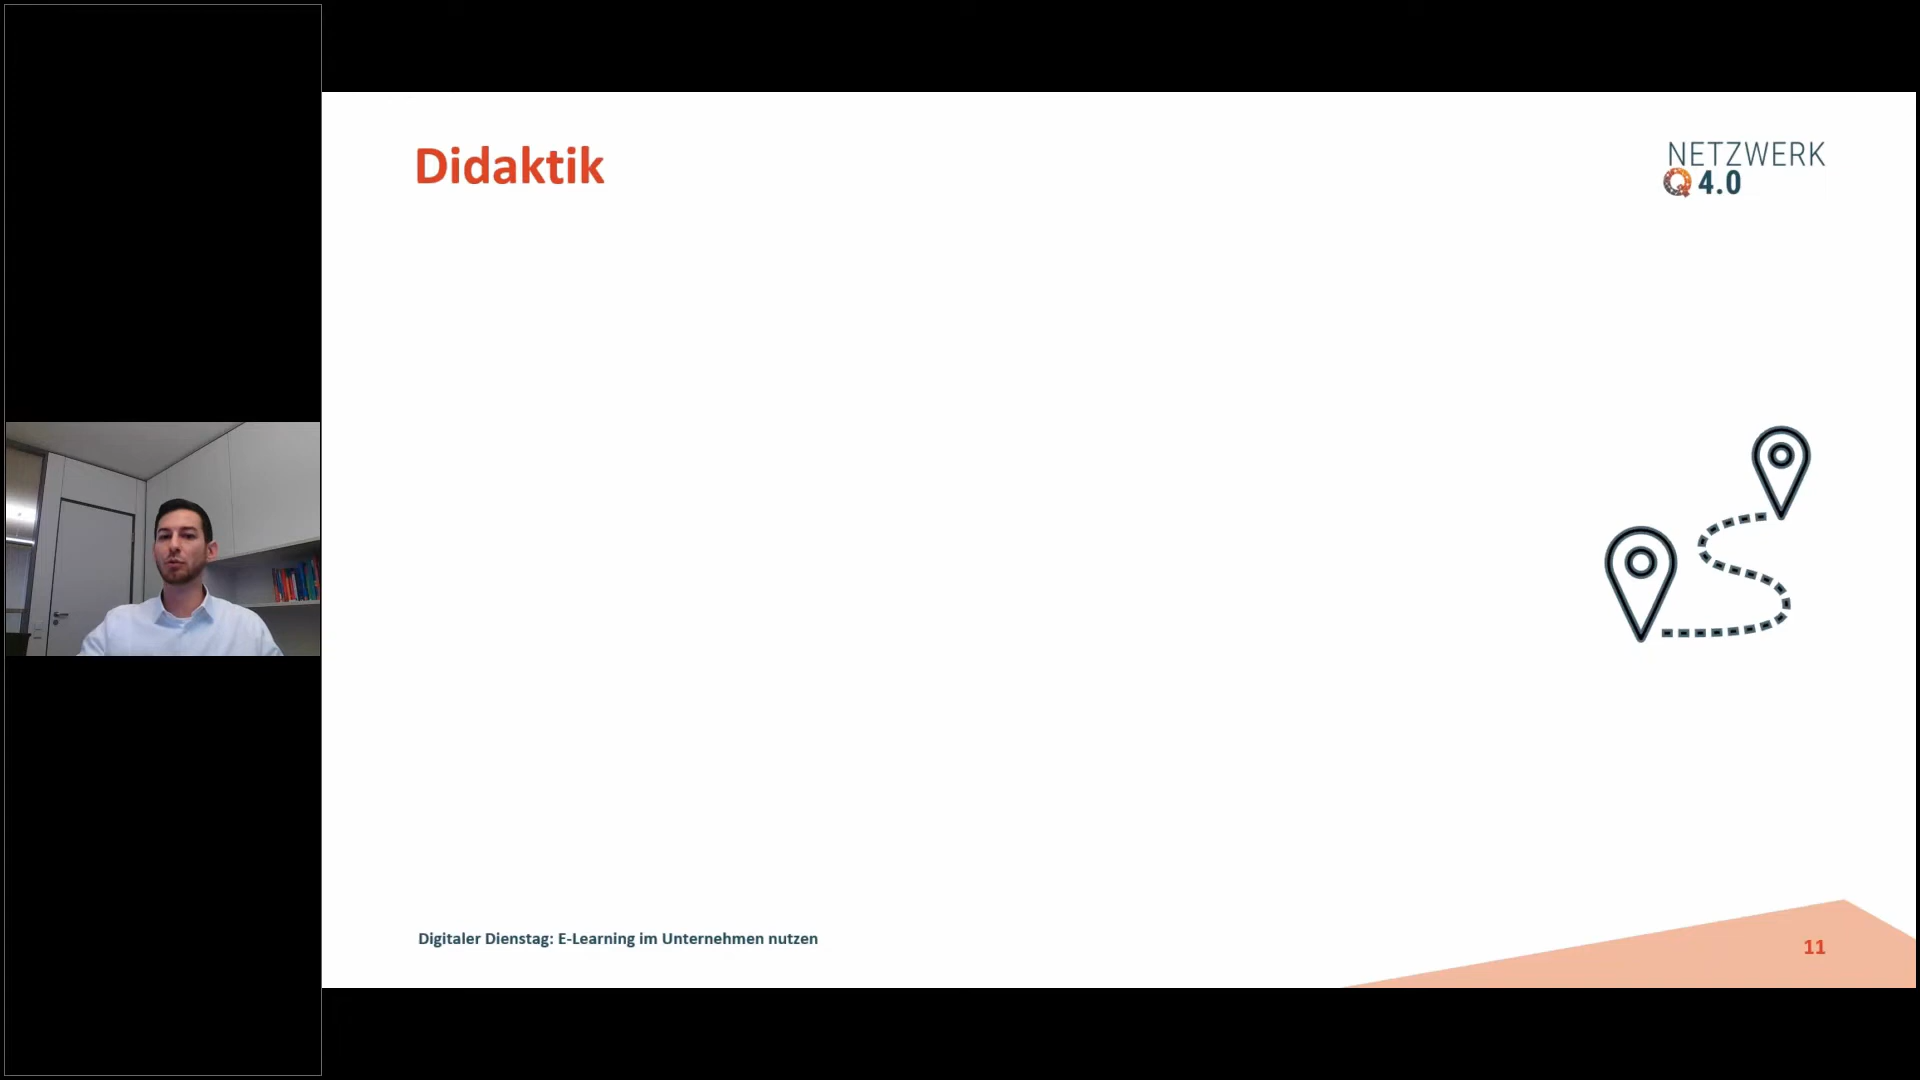 Didaktik
NETZWERK
Q 4.0
Digitaler Dienstag: E-Learning im Unternehmen nutzen
11